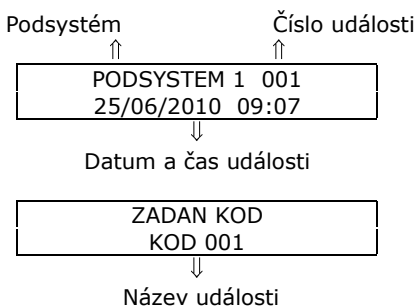 Podsystém Číslo události
⇑ ⇑
PODSYSTEM 1 001
25/06/2010 09:07
⇓
Datum a čas události
ZADAN KOD
KOD 001
⇓
Název události